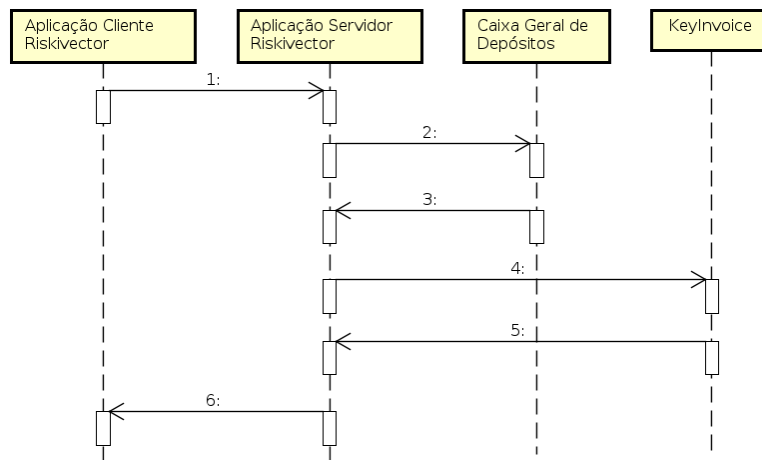 Aplicação Cliente
Riskivector
Aplicação Servidor
Riskivector
Caixa Geral de
Depósitos
KeyInvoice
1:
2:
3:
4:
5:
6: